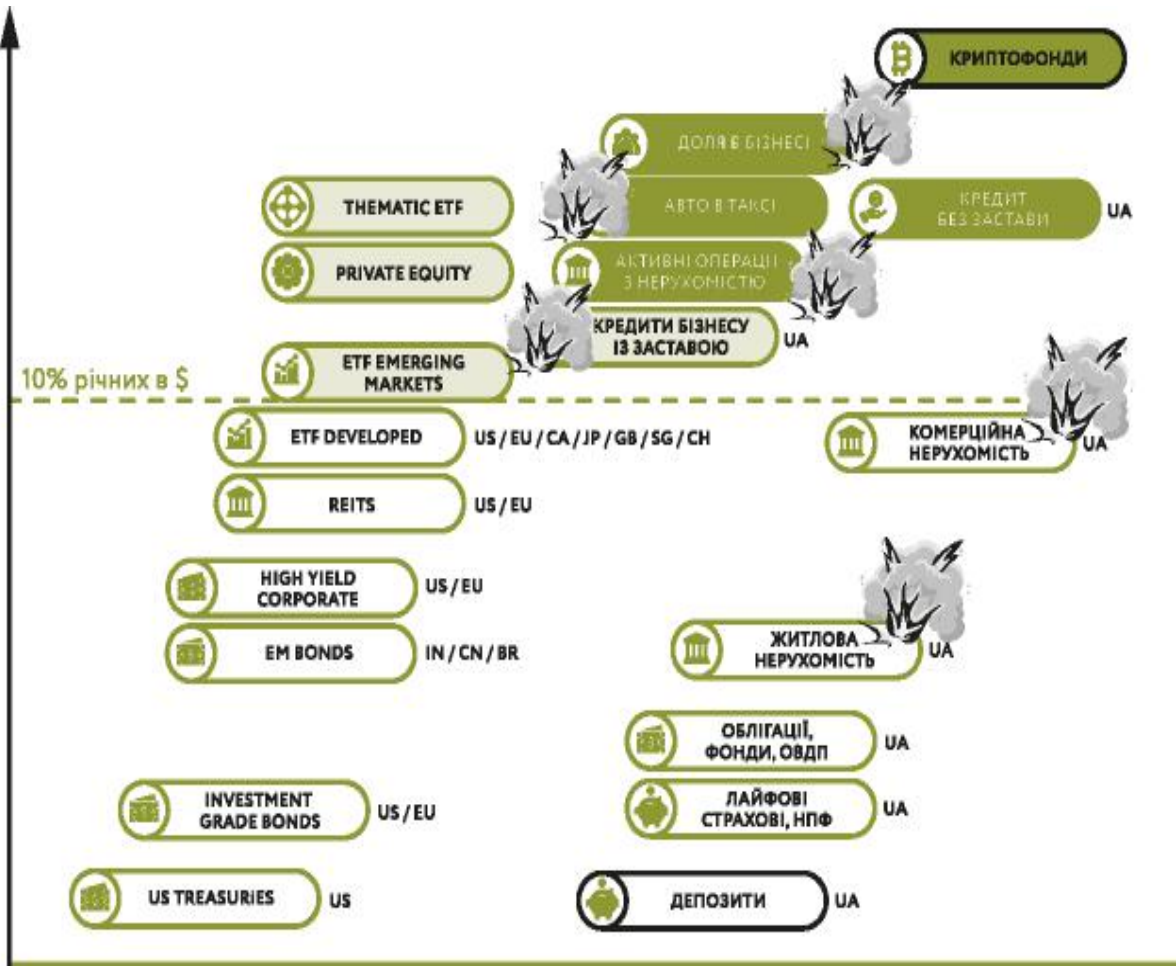 КРИПТОФОНДИ
ДОЛЯ В БІЗНЕСІ
THEMATIC ETF
АВТО В ТАКСІ
КРЕДИТ
БЕЗ ЗАСТАВИ
UA
PRIVATE EQUITY
АКТИВНІ ОПЕРАЦІЇ
З НЕРУХОМІСТЮ
КРЕДИТИ БІЗНЕСУ
ІЗ ЗАСТАВОЮ
UA
ETF EMERGING
MARKETS
10% річних в $
ETF DEVELOPED
US / EU / CA / JP / GB / SG / CH
КОМЕРЦІЙНА
НЕРУХОМІСТЬ
UA
REITS
US / EU
HIGH YIELD
CORPORATE
US / EU
EM BONDS
IN / CN / BR
ЖИТЛОВА
НЕРУХОМІСТЬ
UA
ОБЛІГАЦІЇ,
ФОНДИ, ОВДП
UA
INVESTMENT
GRADE BONDS
US / EU
ЛАЙФОВІ
СТРАХОВІ, НПФ
UA
US TREASURIES
US
ДЕПОЗИТИ
UA